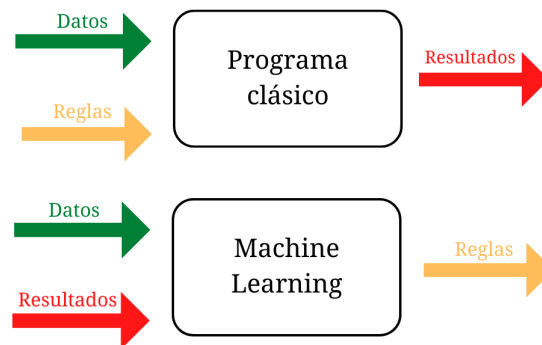 Datos
Reglas
Programa
clásico
Resultados
Datos
Resultados
Machine
Learning
Reglas